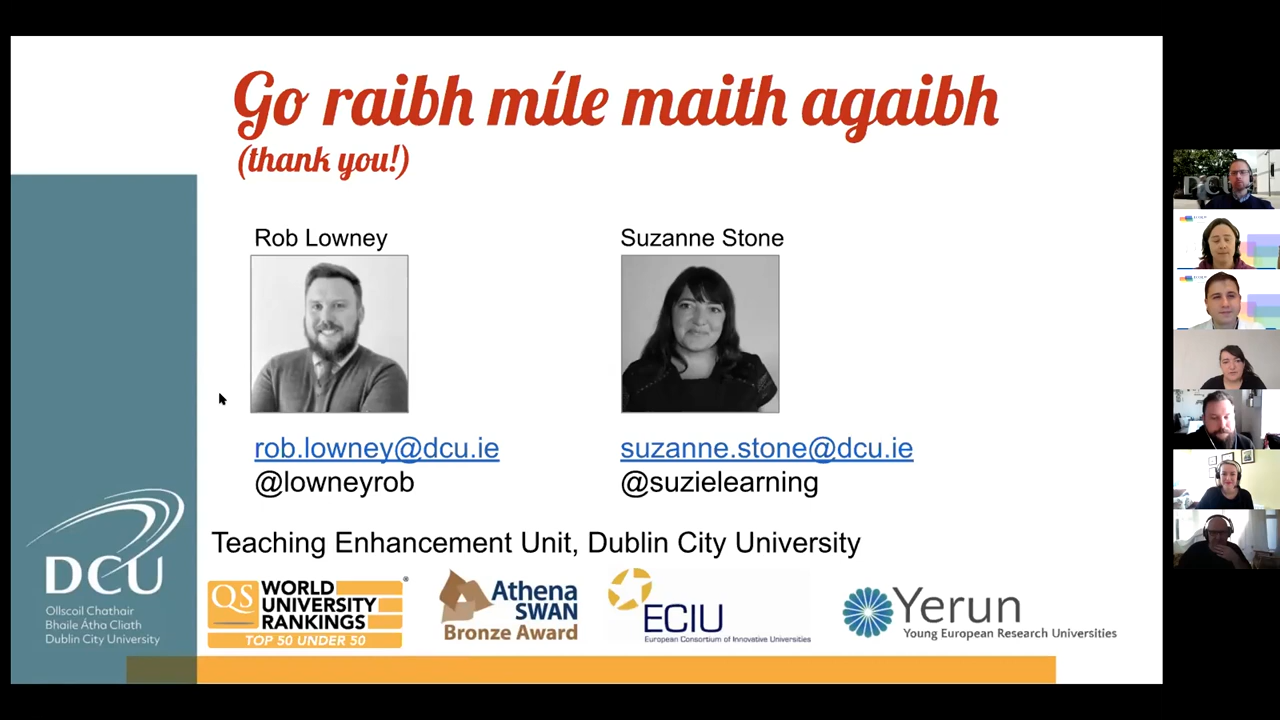 Go raibh míle maith agaibh
(thank you!)
Rob Lowney
Suzanne Stone
rob.lowney@dcu.ie
suzanne.stone@dcu.ie
@lowneyrob
@suzielearning
Teaching Enhancement Unit, Dublin City University
DCU
Ollscoil Chathair
Bhaile Átha Cliath
Dublin City University
QS WORLD UNIVERSITY RANKINGS
TOP 50 UNDER 50
Athena
SWAN
Bronze Award
ECIU
European Consortium of Innovative Universities
Yerun
Young European Research Universities
DCU